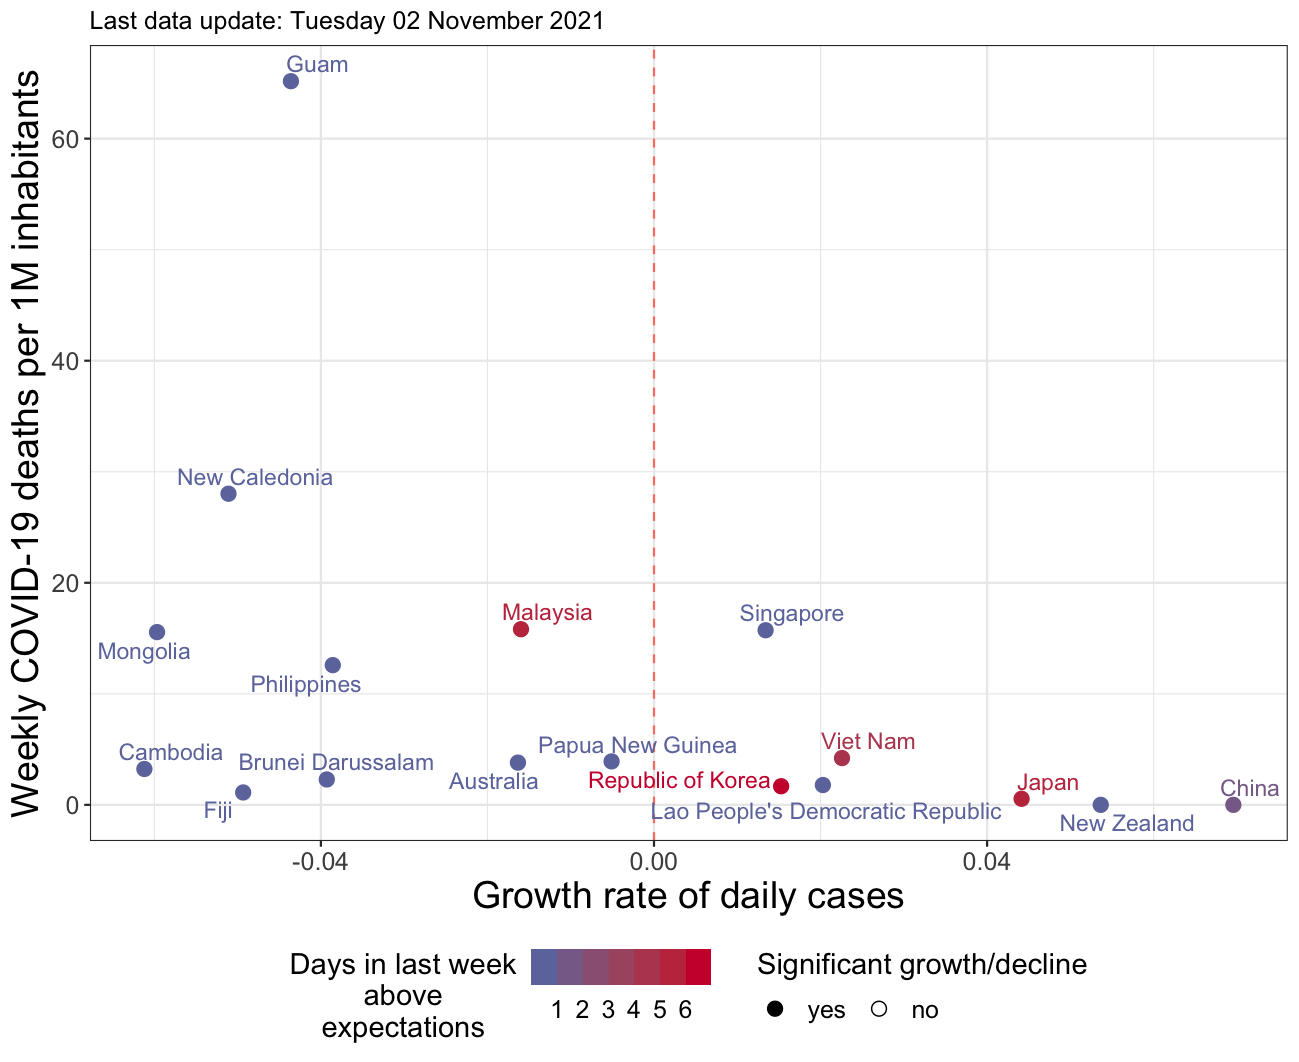 Last data update: Tuesday 02 November 2021
Weekly COVID-19 deaths per 1M inhabitants
60
40
20
0
Guam
New Caledonia
Malaysia
Singapore
Mongolia
Philippines
Papua New Guinea
Viet Nam
Cambodia
Brunei Darussalam
Australia
Republic of Korea
Japan
China
Fiji
Lao People's Democratic Republic
New Zealand
-0.04
0.00
0.04
Growth rate of daily cases
Days in last week
above
expectations
1 2 3 4 5 6
Significant growth/decline
yes
no